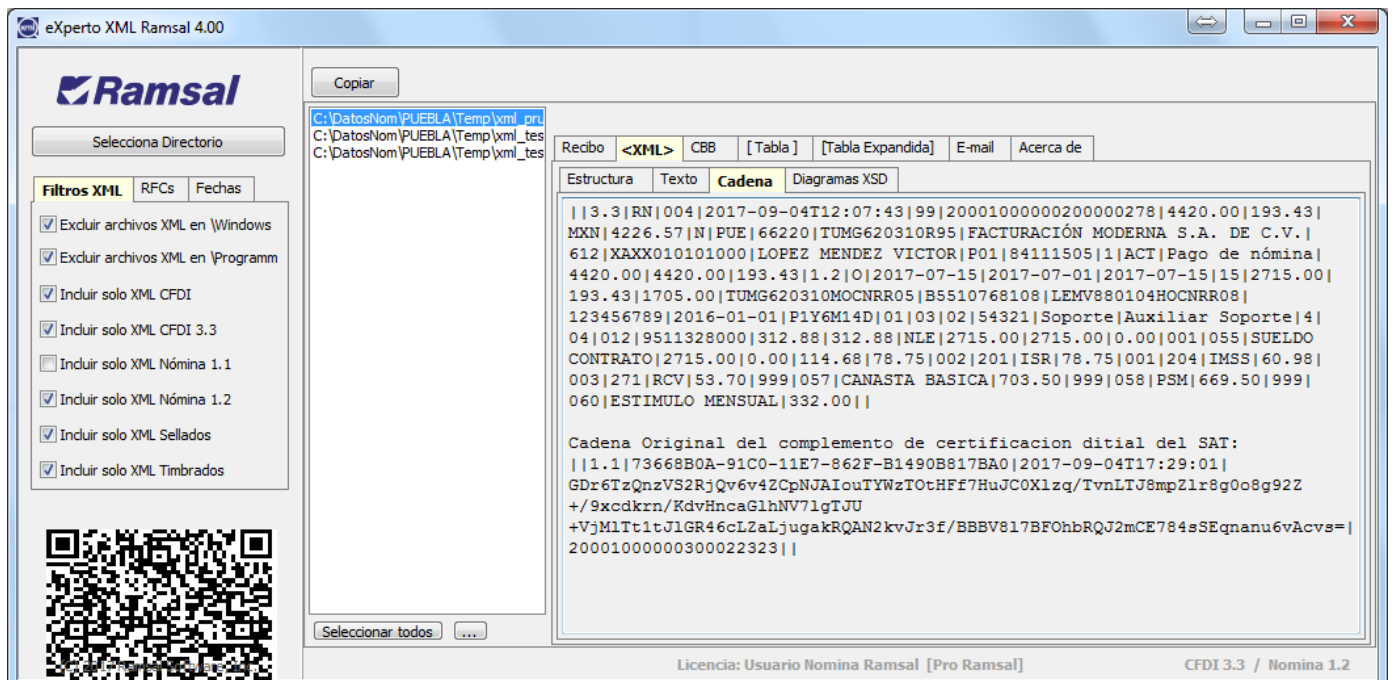 eXperto XML Ramsal 4.00
Ramsal
Selecciona Directorio
Filtros XML RFCs Fechas
Excluir archivos XML en \Windows
Excluir archivos XML en \Programm
Incluir solo XML CFDI
Incluir solo XML CFDI 3.3
Incluir solo XML Nómina 1.1
Incluir solo XML Nómina 1.2
Incluir solo XML Sellados
Incluir solo XML Timbrados
(C) 2017 Ramsal Software, Inc.
Copiar
C:\DatosNom\PUEBLA\Temp\xml_pru
C:\DatosNom\PUEBLA\Temp\xml_tes
C:\DatosNom\PUEBLA\Temp\xml_tes
Seleccionar todos ...
Recibo <XML> CBB [ Tabla ] [Tabla Expandida] E-mail Acerca de
Estructura Texto Cadena Diagramas XSD
||3.3|RN|004|2017-09-04T12:07:43|99|20001000000200000278|4420.00|193.43|
MXN|4226.57|N|PUE|66220|TUMG620310R95|FACTURACIÓN MODERNA S.A. DE C.V.|
612|XAXX010101000|LOPEZ MENDEZ VICTOR|P01|84111505|1|ACT|Pago de nómina|
4420.00|4420.00|193.43|1.2|O|2017-07-15|2017-07-01|2017-07-15|15|2715.00|
193.43|1705.00|TUMG620310MOCNRR05|B5510768108|LEMV880104HOCNRR08|
123456789|2016-01-01|P1Y6M14D|01|03|02|54321|Soporte|Auxiliar Soporte|4|
04|012|9511328000|312.88|312.88|NLE|2715.00|2715.00|0.00|001|055|SUELDO
CONTRATO|2715.00|0.00|114.68|78.75|002|201|ISR|78.75|001|204|IMSS|60.98|
003|271|RCV|53.70|999|057|CANASTA BASICA|703.50|999|058|PSM|669.50|999|
060|ESTIMULO MENSUAL|332.00||
Cadena Original del complemento de certificacion ditial del SAT:
||1.1|73668B0A-91C0-11E7-862F-B1490B817BA0|2017-09-04T17:29:01|
GDr6TzQnzVS2RjQv6v4ZCpNJAIouTYWzTOtHFf7HuJC0Xlzq/TvnLTJ8mpZlr8g0o8g92Z
+/9xcdkrn/KdvHncaGlhNV7lgTJU
+VjMlTt1tJlGR46cLZaLjugakRQAN2kvJr3f/BBBV8l7BFOhbRQJ2mCE784sSEqnanu6vAcvs=|
20001000000300022323||
Licencia: Usuario Nomina Ramsal [Pro Ramsal] CFDI 3.3 / Nomina 1.2